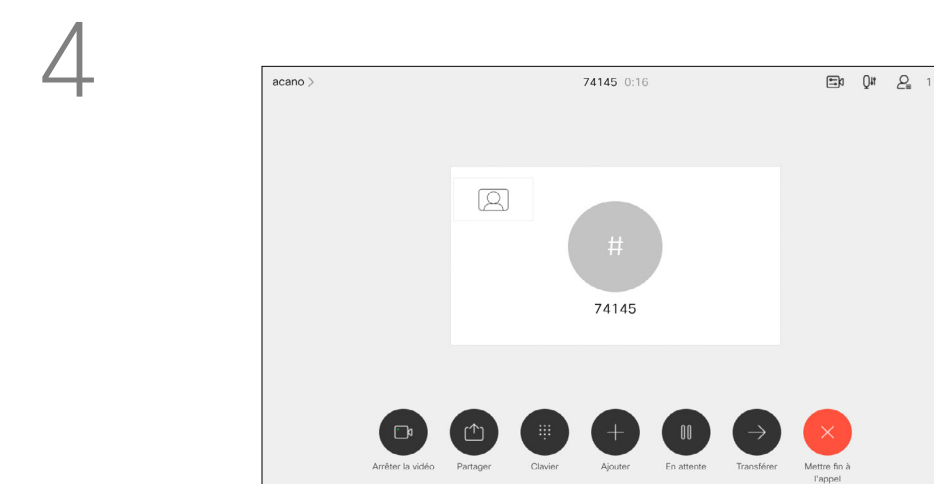 4
acano >
74145 0:16
1
#
74145
Arrêter la vidéo
Partager
Clavier
Ajouter
En attente
Transférer
Mettre fin à
l'appel